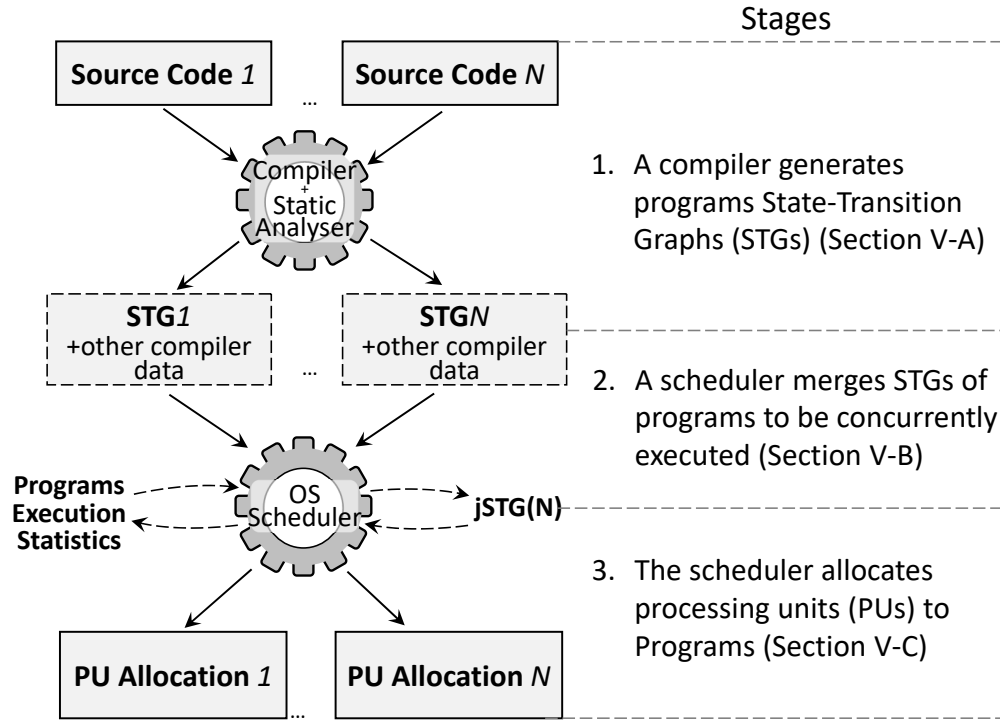 Stages
Source Code 1
...
Source Code N
Compiler
+
Static
Analyser
1. A compiler generates
programs State-Transition
Graphs (STGs) (Section V-A)
STG1
+other compiler
data
...
STGN
+other compiler
data
2. A scheduler merges STGs of
programs to be concurrently
executed (Section V-B)
Programs
Execution
Statistics
OS
Scheduler
jSTG(N)
3. The scheduler allocates
processing units (PUs) to
Programs (Section V-C)
PU Allocation 1
...
PU Allocation N